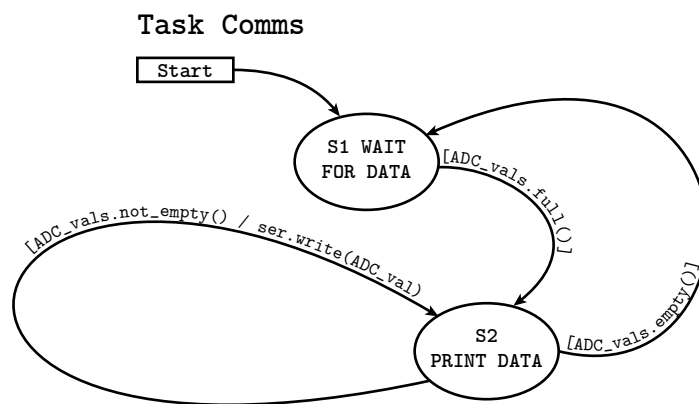 Task Comms
Start
S1 WAIT
FOR DATA
[ADC_vals.full()]
[ADC_vals.not_empty() / ser.write(ADC_val)
[ADC_vals.empty()]
S2
PRINT DATA